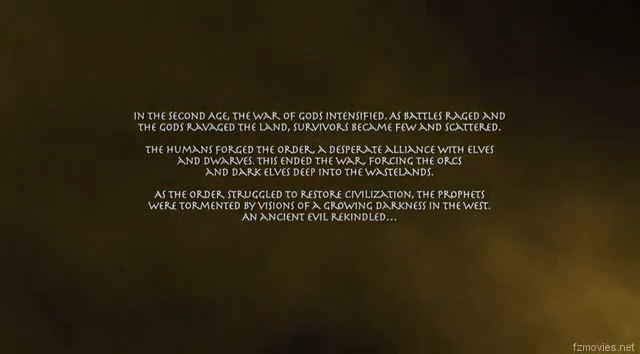 IN THE SECOND AGE, THE WAR OF GODS INTENSIFIED. AS BATTLES RAGED AND
THE GODS RAVAGED THE LAND, SURVIVORS BECAME FEW AND SCATTERED.
THE HUMANS FORGED THE ORDER, A DESPERATE ALLIANCE WITH ELVES
AND DWARVES. THIS ENDED THE WAR, FORCING THE ORCS
AND DARK ELVES DEEP INTO THE WASTELANDS.
AS THE ORDER STRUGGLED TO RESTORE CIVILIZATION, THE PROPHETS
WERE TORMENTED BY VISIONS OF A GROWING DARKNESS IN THE WEST.
AN ANCIENT EVIL REKINDLED...
fzmovies.net